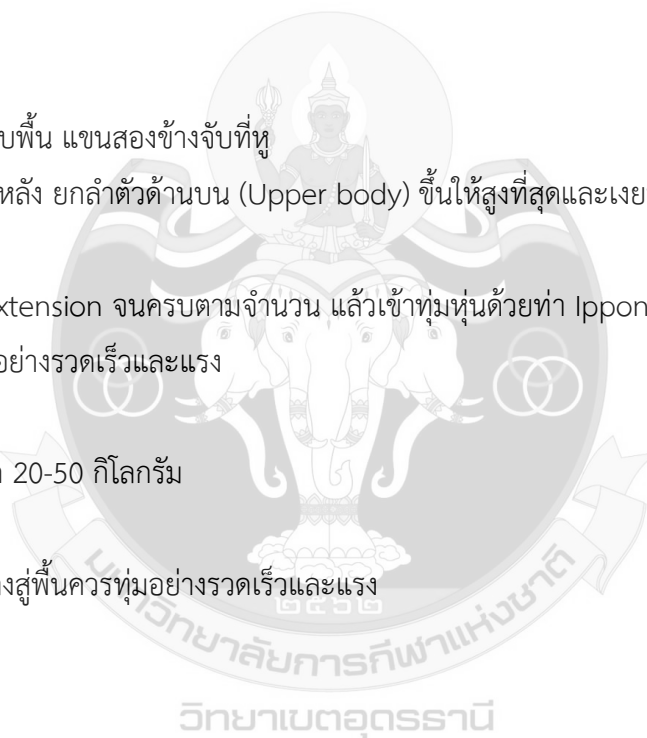 บพื้น แขนสองข้างจับที่หู
หลัง ยกลำตัวด้านบน (Upper body) ขึ้นให้สูงที่สุดและเงย
xtension จนครบตามจำนวน แล้วเข้าทุ่มหุ่นด้วยท่า Ippon
อย่างรวดเร็วและแรง
20-50 กิโลกรัม
งสู่พื้นควรทุ่มอย่างรวดเร็วและแรง
๒๕๖๒
มหาวิทยาลัยการกีฬาแห่งชาติ
วิทยาเขตอุดรธานี